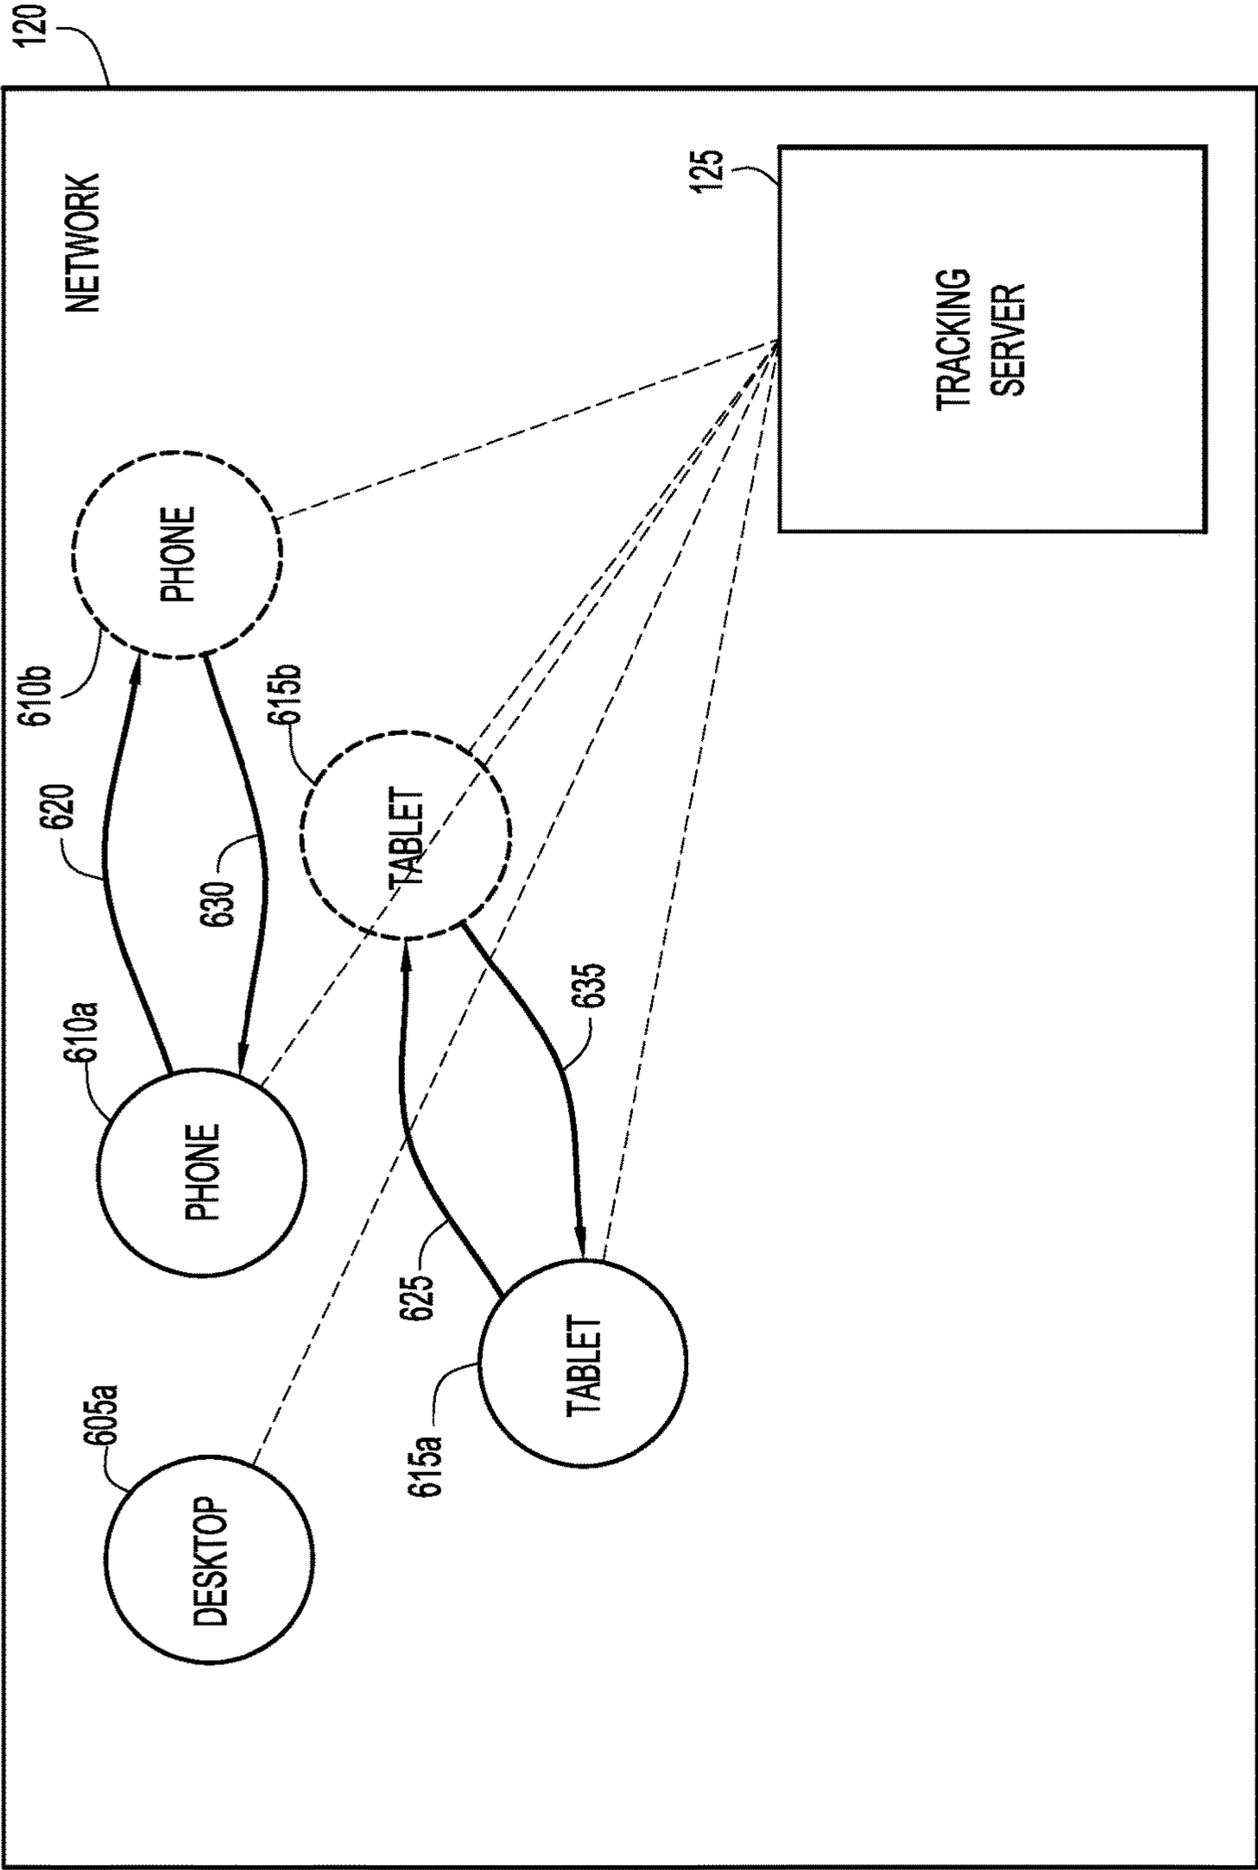 120
NETWORK
610b
PHONE
620
630
610a
PHONE
605a
DESKTOP
615b
TABLET
625
635
615a
TABLET
125
TRACKING
SERVER